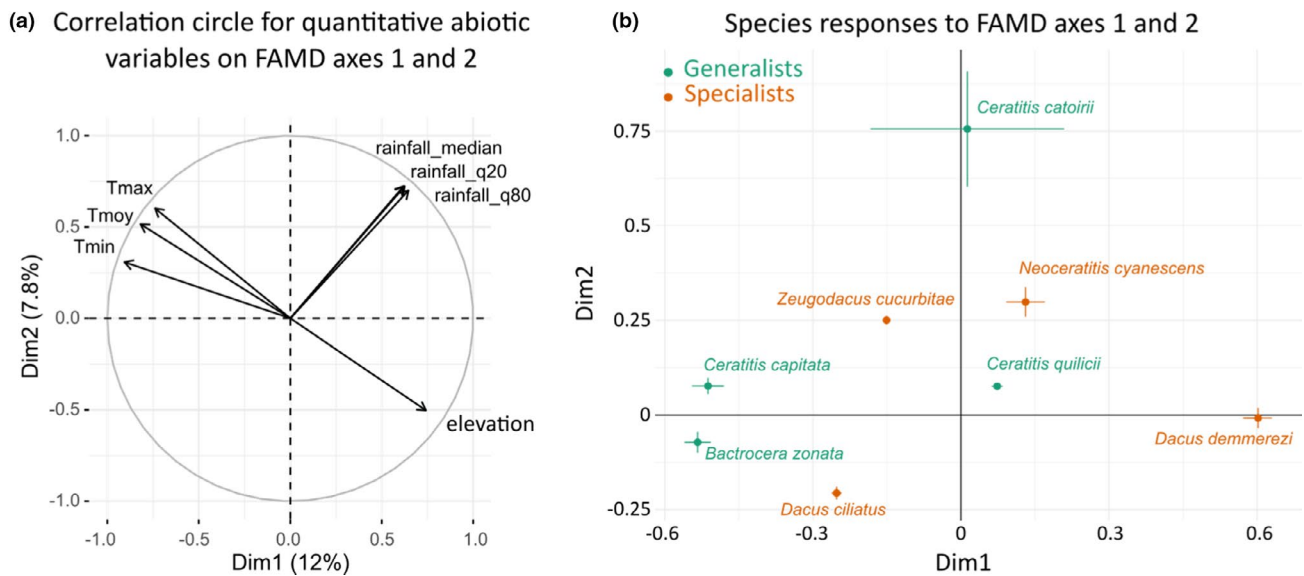 (a) Correlation circle for quantitative abiotic
variables on FAMD axes 1 and 2
1.0
0.5
0.0
-0.5
-1.0
Dim2 (7.8%)
rainfall_median
rainfall_q20
rainfall_q80
Tmax
Tmoy
Tmin
elevation
-1.0 -0.5 0.0 0.5 1.0
Dim1 (12%)
(b) Species responses to FAMD axes 1 and 2
Generalists
Specialists
0.75
0.5
0.25
0
-0.25
Dim2
Ceratitis catoirii
Neoceratitis cyanescens
Zeugodacus cucurbitae
Ceratitis capitata
Ceratitis quilicii
Dacus demmerezi
Bactrocera zonata
Dacus ciliatus
-0.6 -0.3 0 0.3 0.6
Dim1